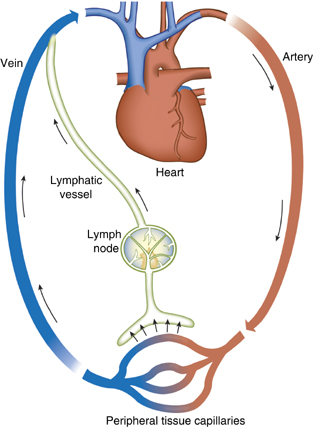 Vein
Artery
Heart
Lymphatic
vessel
Lymph
node
Peripheral tissue capillaries